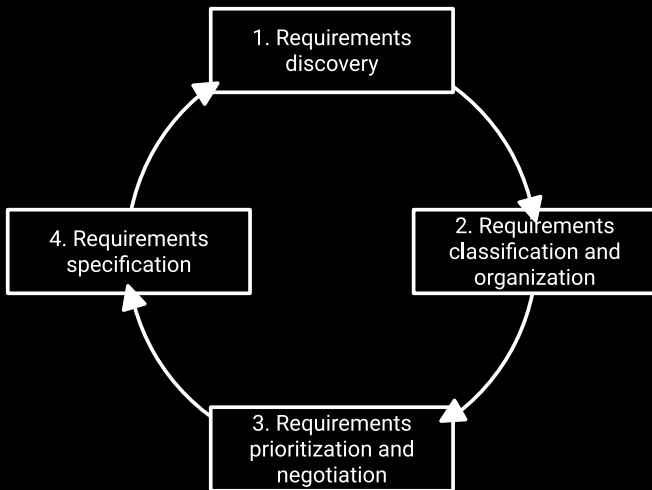 1. Requirements
discovery
2. Requirements
classification and
organization
3. Requirements
prioritization and
negotiation
4. Requirements
specification